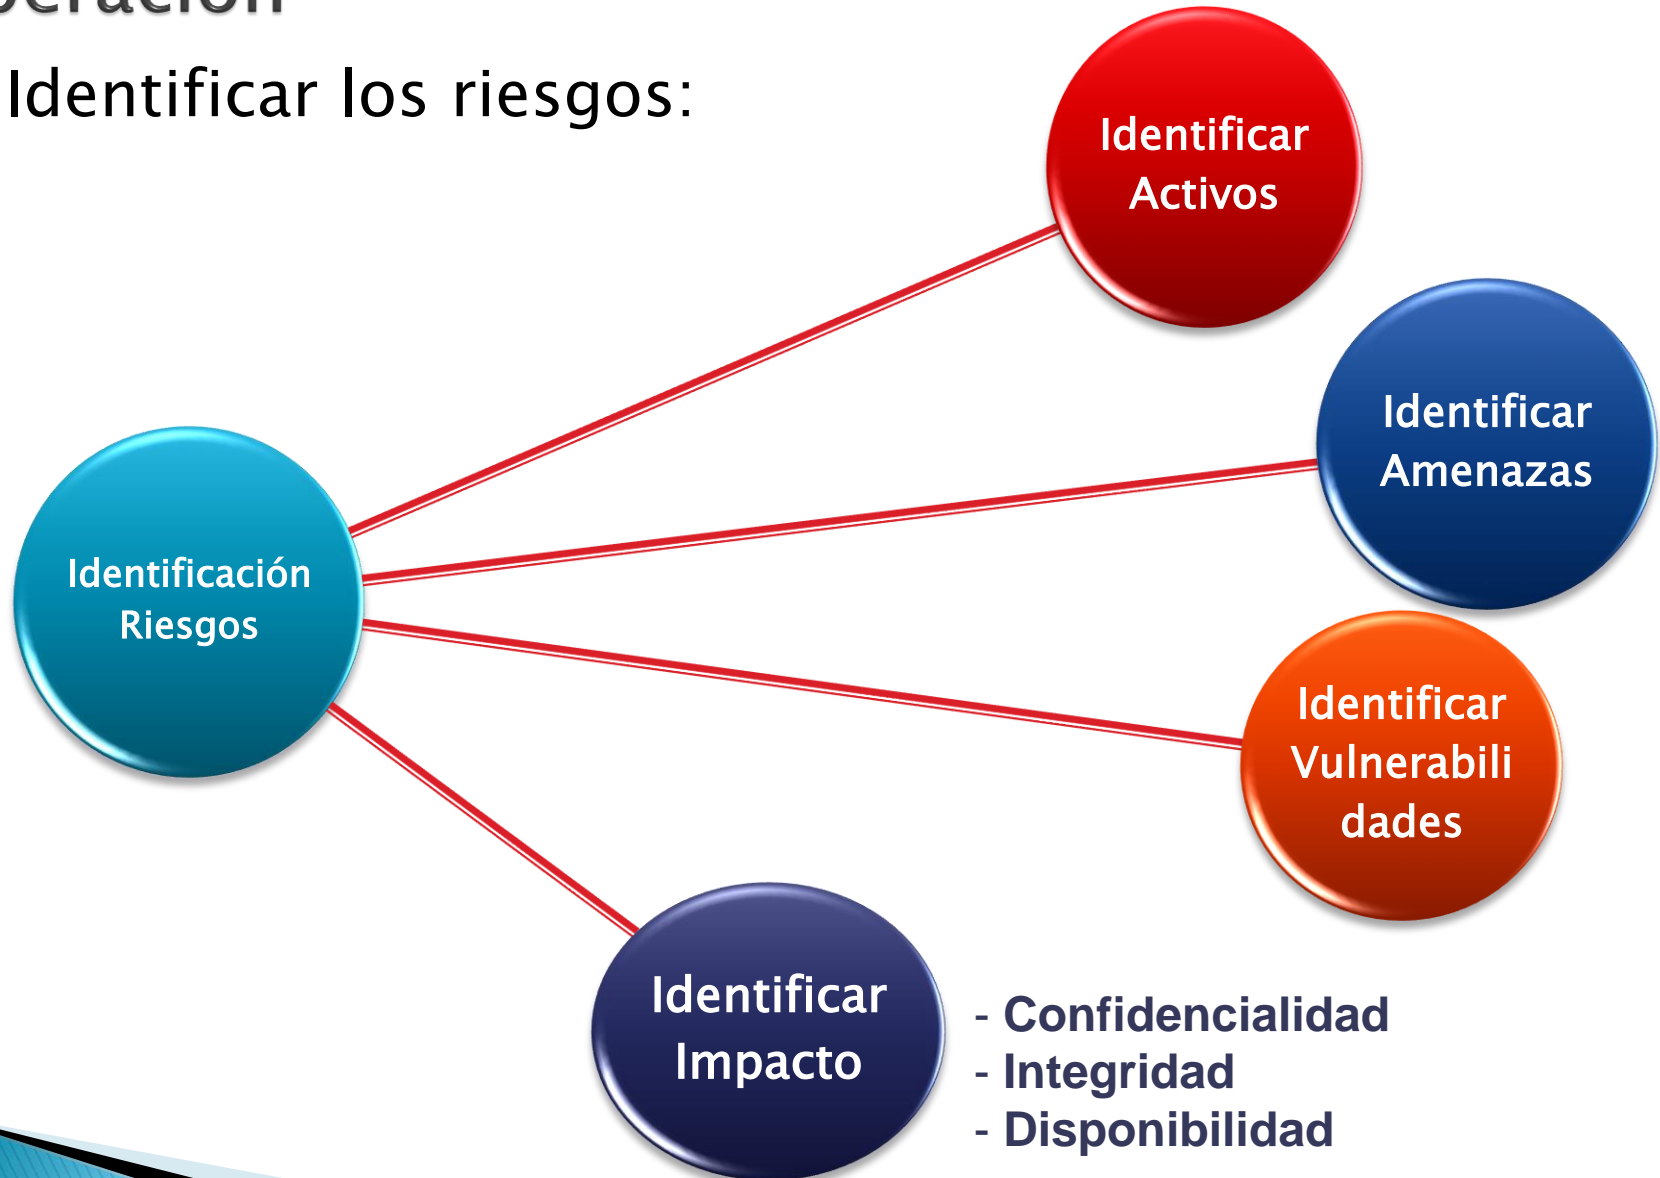 Identificar los riesgos:
Identificar
Activos
Identificar
Amenazas
Identificación
Riesgos
Identificar
Vulnerabili
dades
Identificar
Impacto
- Confidencialidad
- Integridad
- Disponibilidad